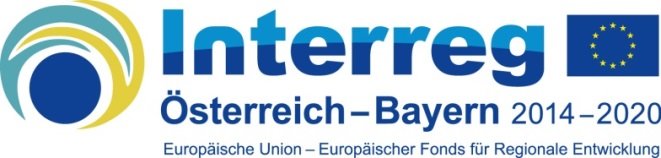 Interreg
Österreich – Bayern 2014 – 2020
Europäische Union – Europäischer Fonds für Regionale Entwicklung